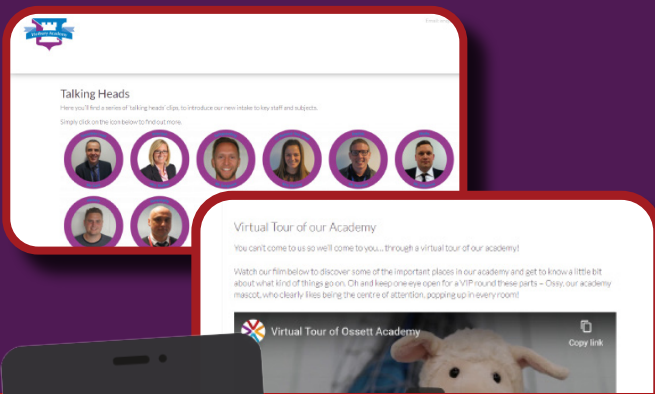 Talking Heads
Here you'll find a series of 'talking heads' clips, to introduce our new intake to key staff and subjects.
Simply click on the icon below to find out more.
Virtual Tour of our Academy
You can't come to us so we'll come to you... through a virtual tour of our academy!
Watch our film below to discover some of the important places in our academy and get to know a little bit
about what kind of things go on. Oh and keep one eye open for a VIP round these parts – Ossy, our academy
mascot, who clearly likes being the centre of attention, popping up in every room!
Virtual Tour of Ossett Academy
Copy link